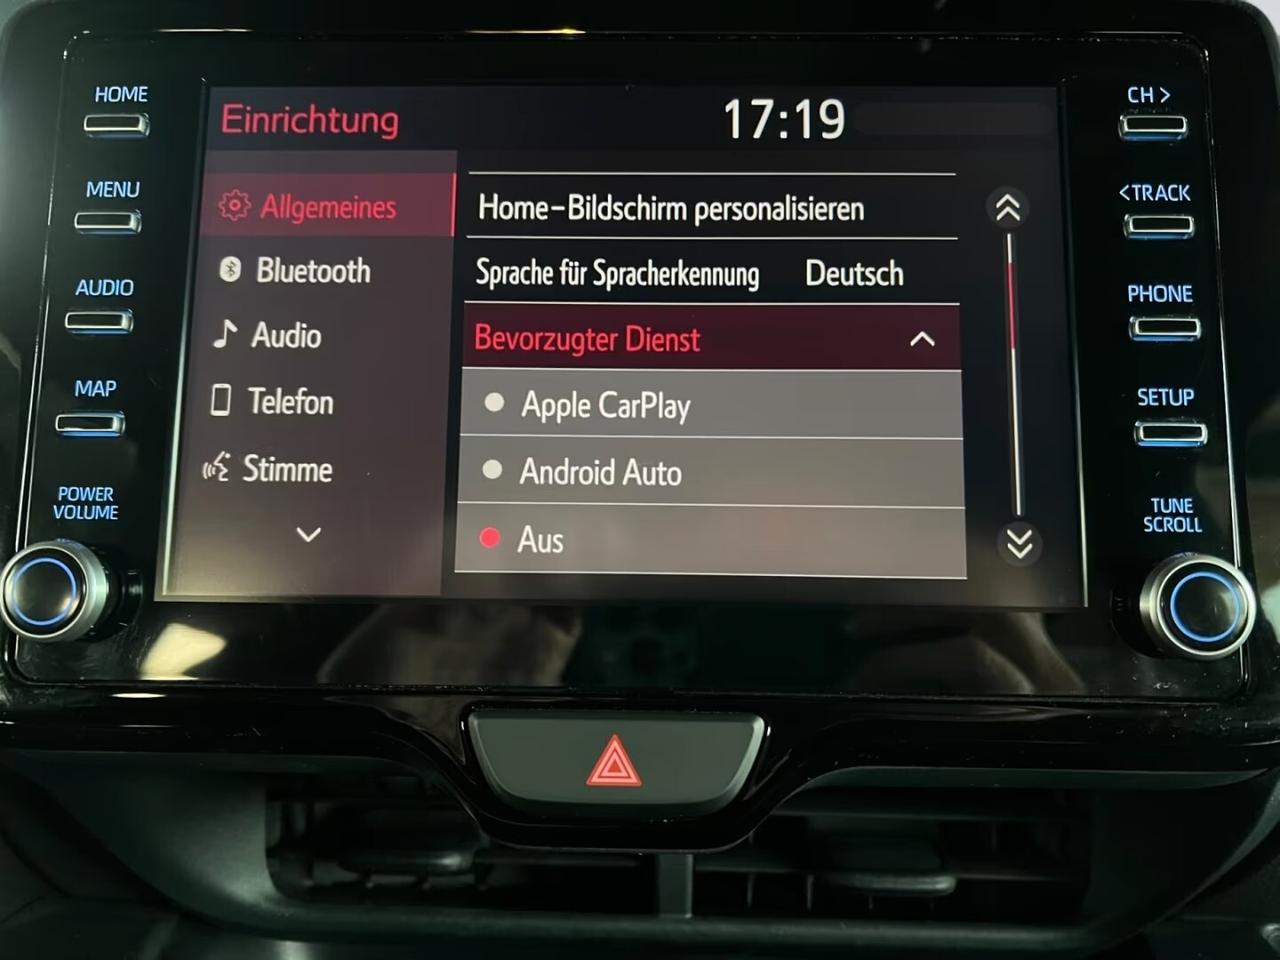 HOME
MENU
AUDIO
MAP
POWER
VOLUME
Einrichtung
17:19
Allgemeines
Bluetooth
Audio
Telefon
Stimme
Home-Bildschirm personalisieren
Sprache für Spracherkennung Deutsch
Bevorzugter Dienst
Apple CarPlay
Android Auto
Aus
CH >
<TRACK
PHONE
SETUP
TUNE
SCROLL